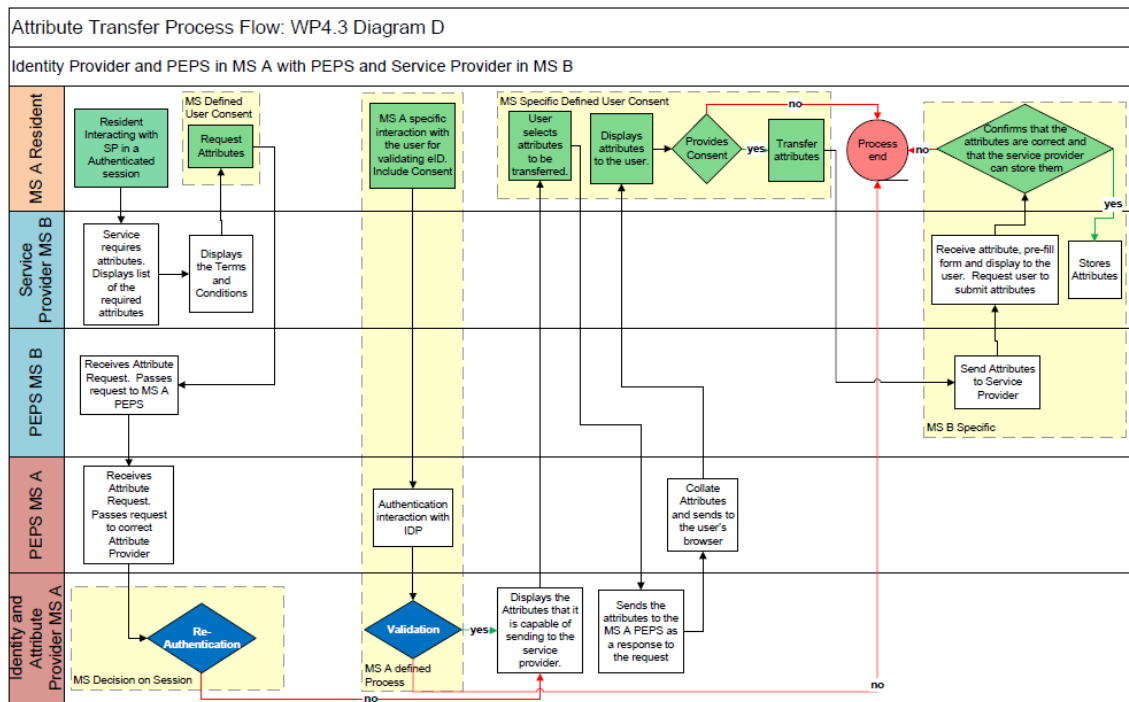 Attribute Transfer Process Flow: WP4.3 Diagram D
Identity Provider and PEPS in MS A with PEPS and Service Provider in MS B
MS A Resident
Resident
Interacting with
SP in a
Authenticated
session
MS Defined
User Consent
Request
Attributes
MS A specific
interaction with
the user for
validating eID.
Include Consent
MS Specific Defined User Consent
User
selects
attributes
to be
transferred.
Displays
attributes
to the user.
Provides
Consent
no
yes
Transfer
attributes
Process
end
no
Confirms that the
attributes are correct and
that the service provider
can store them
yes
Service
Provider MS B
Service
requires
attributes.
Displays list
of the
required
attributes
Displays
the Terms
and
Conditions
Receive attribute, pre-fill
form and display to the
user. Request user to
submit attributes
Stores
Attributes
PEPS MS B
Receives Attribute
Request. Passes
request to MS A
PEPS
Send Attributes
to Service
Provider
MS B Specific
PEPS MS A
Receives
Attribute
Request.
Passes request
to correct
Attribute
Provider
Authentication
interaction with
IDP
Collate
Attributes
and sends to
the user's
browser
Identity and
Attribute
Provider MS A
Re-
Authentication
MS Decision on Session
no
Validation
yes
MS A defined
Process
Displays the
Attributes that it
is capable of
sending to the
service
provider.
Sends the
attributes to the
MS A PEPS as
a response to
the request
no